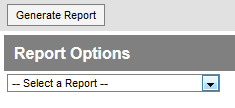 Generate Report
Report Options
-- Select a Report --